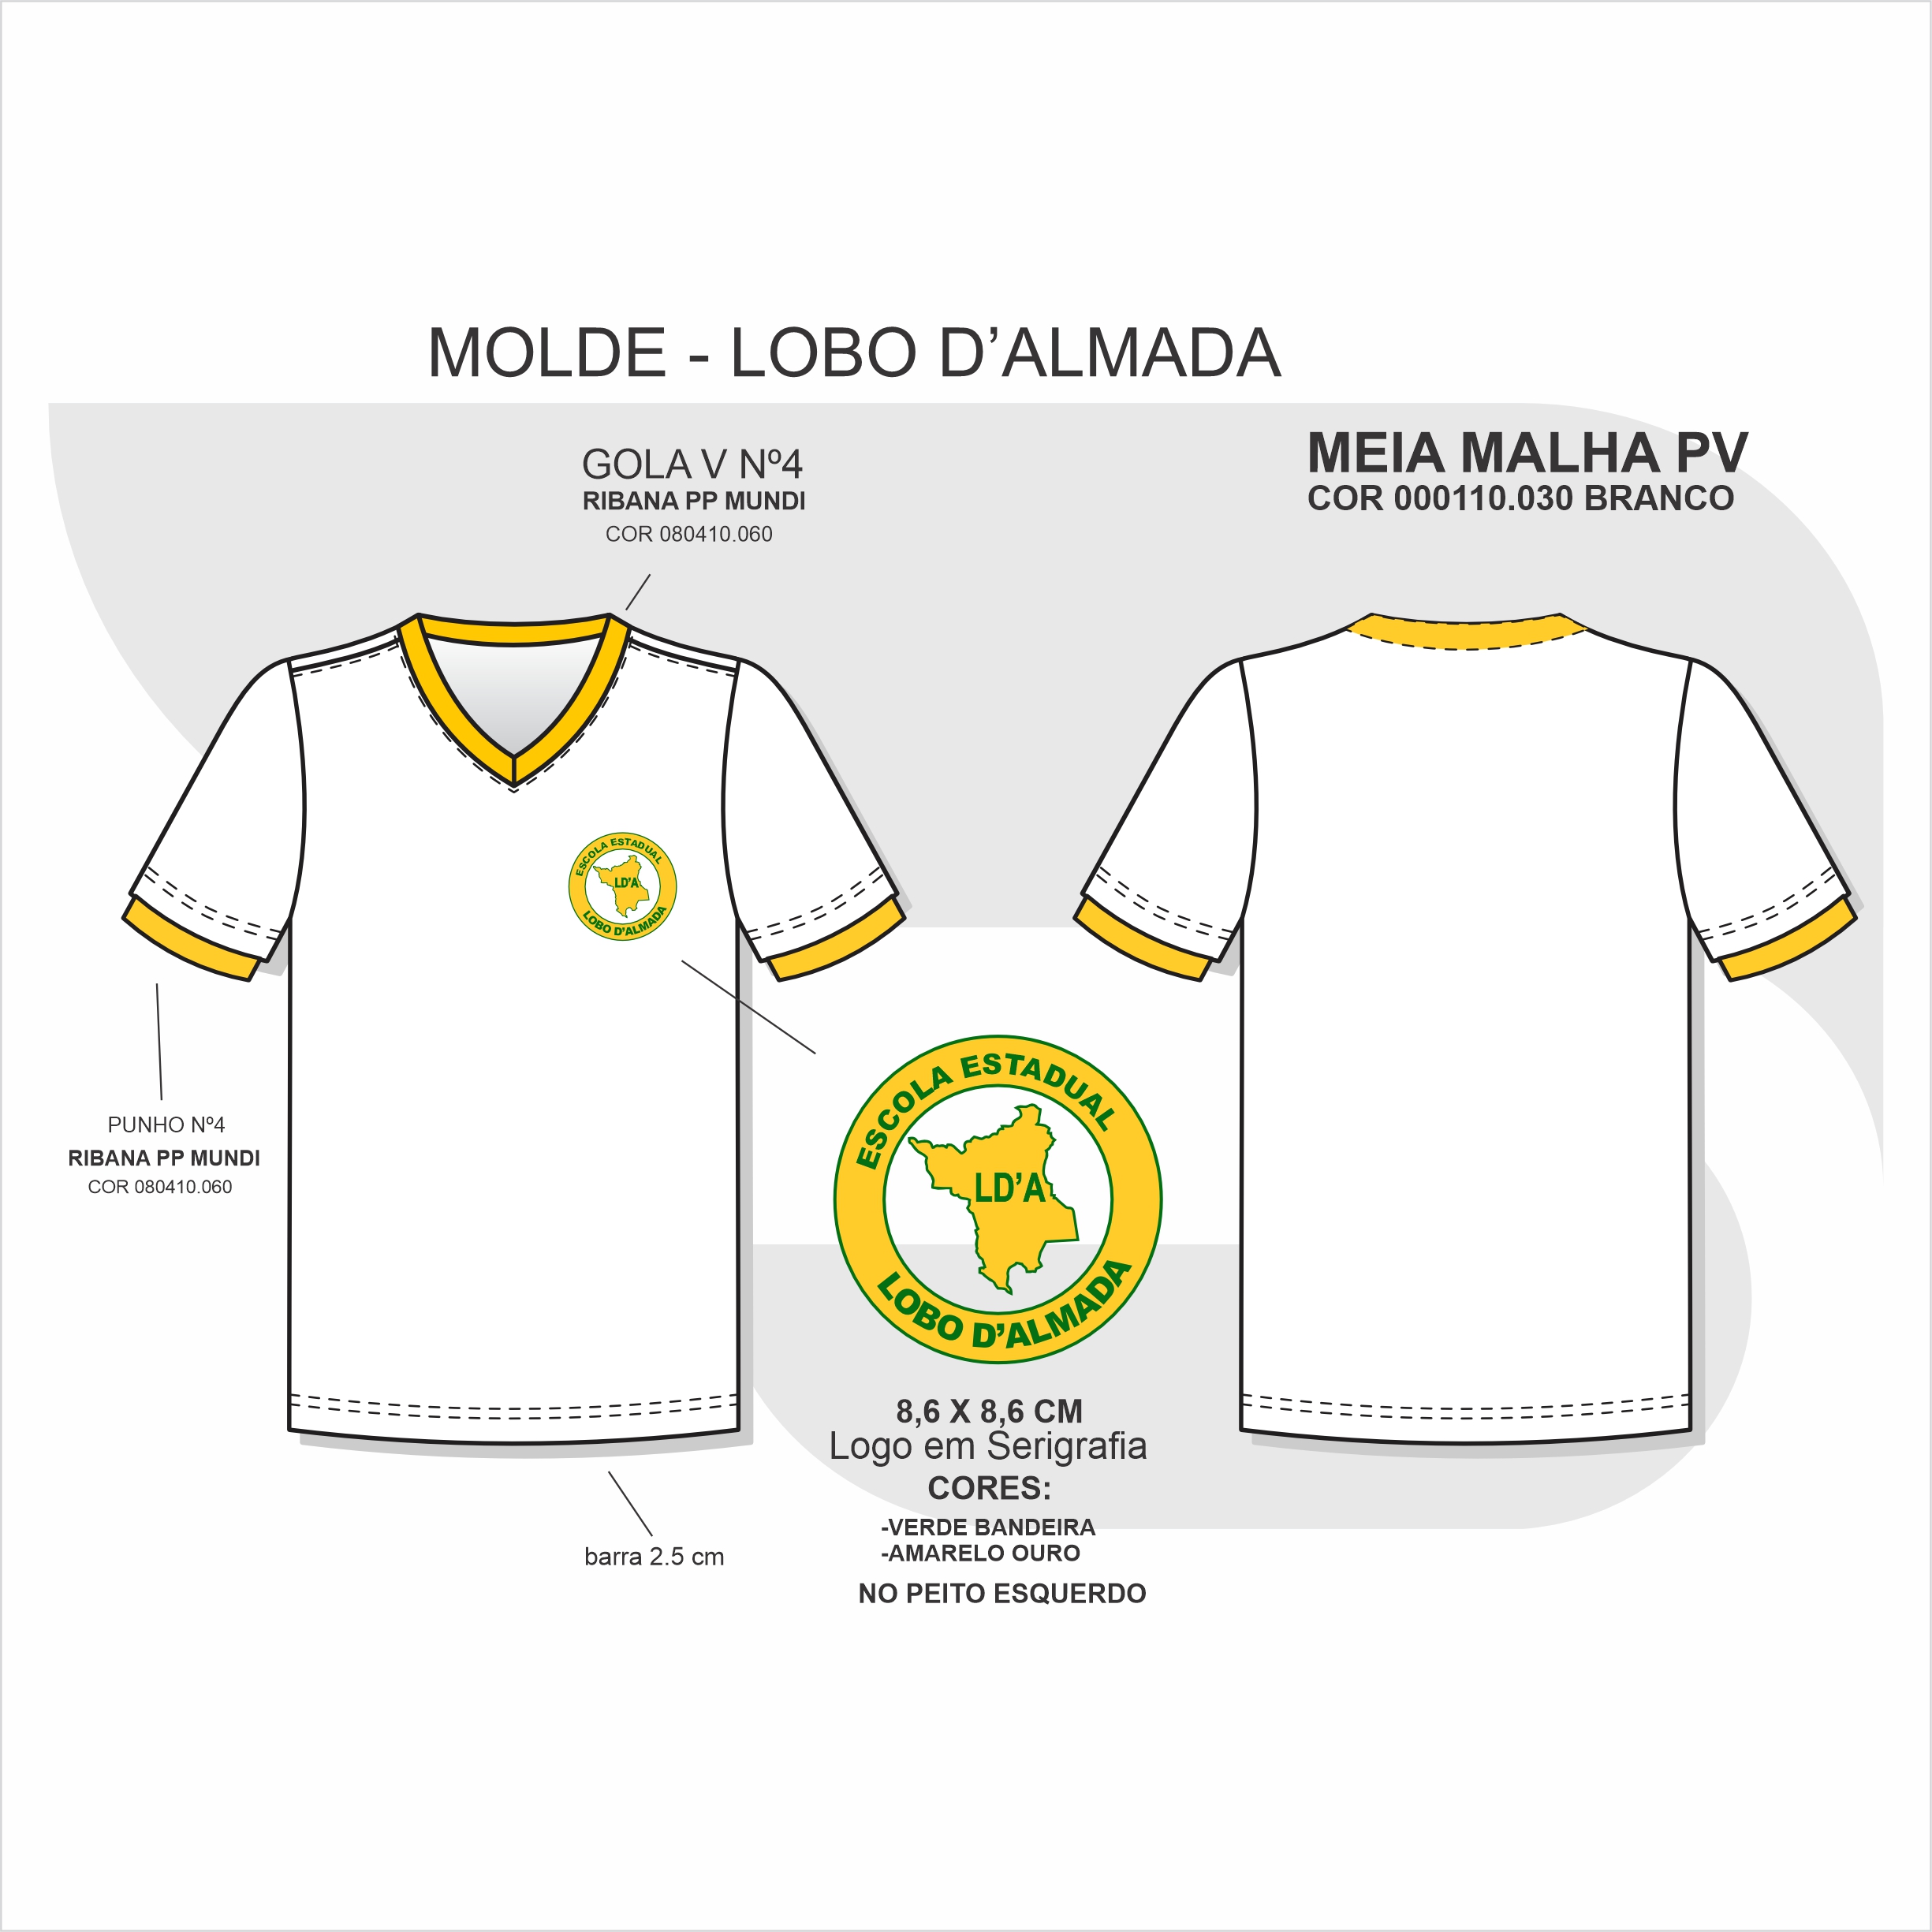 MOLDE - LOBO D’ALMADA
GOLA V Nº4
RIBANA PP MUNDI
COR 080410.060
MEIA MALHA PV
COR 000110.030 BRANCO
ESCOLA ESTADUAL
LD’A
LOBO D’ALMADA
PUNHO Nº4
RIBANA PP MUNDI
COR 080410.060
ESCOLA ESTADUAL
LD’A
LOBO D’ALMADA
8,6 X 8,6 CM
Logo em Serigrafia
CORES:
-VERDE BANDEIRA
-AMARELO OURO
NO PEITO ESQUERDO
barra 2.5 cm